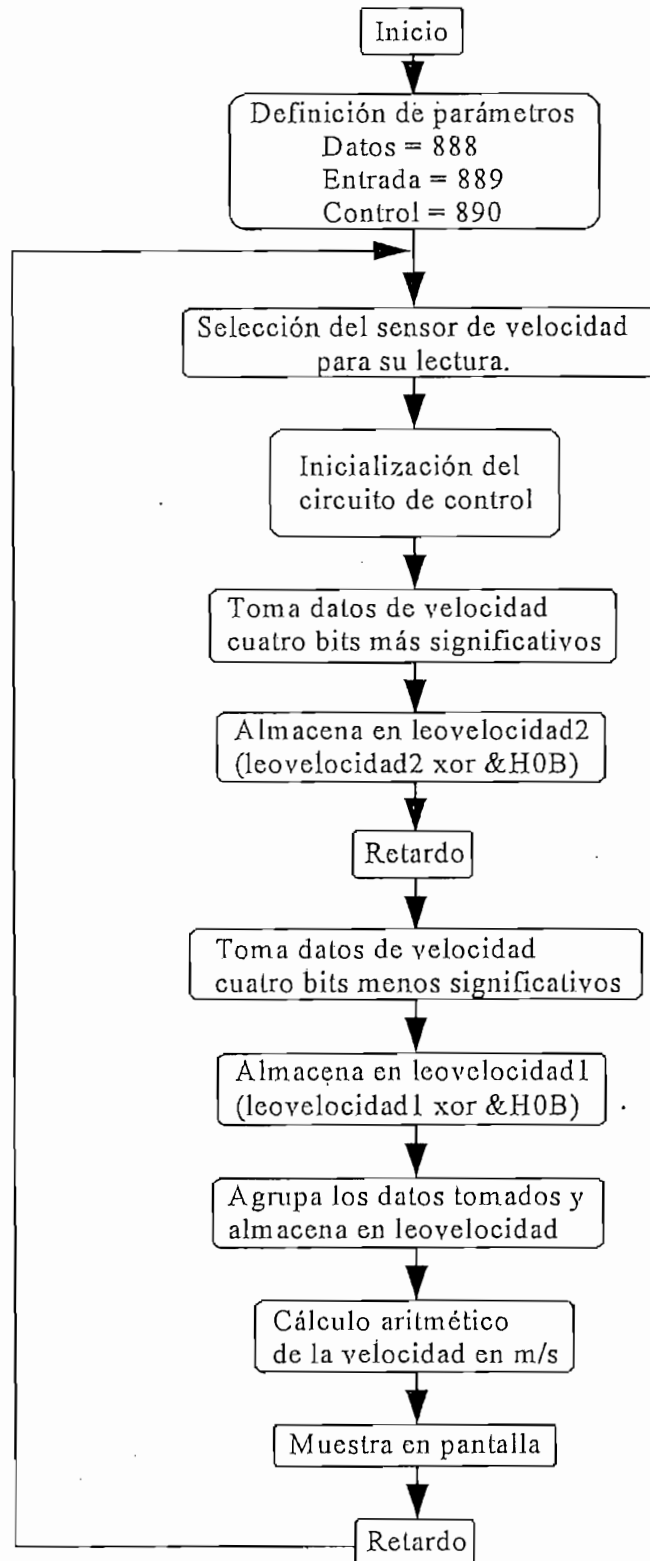 Inicio
Definición de parámetros
Datos = 888
Entrada = 889
Control = 890
Selección del sensor de velocidad
para su lectura.
Inicialización del
circuito de control
Toma datos de velocidad
cuatro bits más significativos
Almacena en leovelocidad2
(leovelocidad2 xor &H0B)
Retardo
Toma datos de velocidad
cuatro bits menos significativos
Almacena en leovelocidad1
(leovelocidad1 xor &H0B)
Agrupa los datos tomados y
almacena en leovelocidad
Cálculo aritmético
de la velocidad en m/s
Muestra en pantalla
Retardo